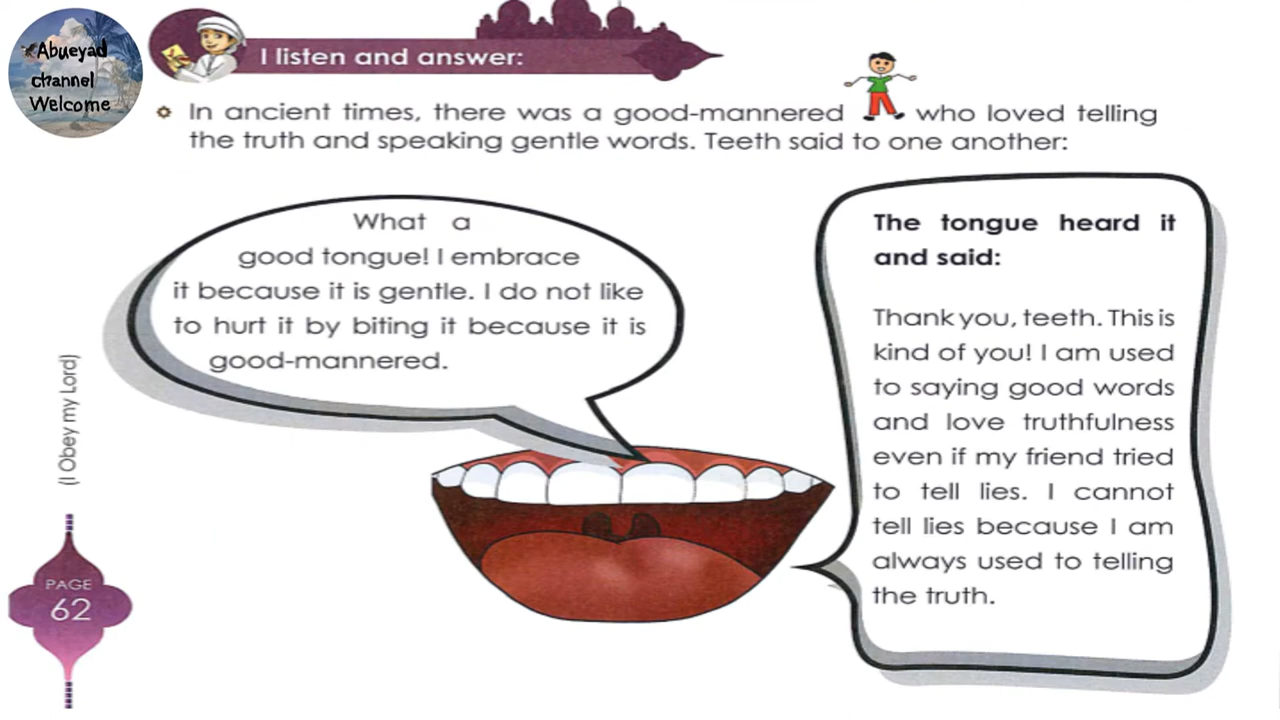 Abueyad
channel
Welcome
I listen and answer:
In ancient times, there was a good-mannered who loved telling
the truth and speaking gentle words. Teeth said to one another:
What a
good tongue! I embrace
it because it is gentle. I do not like
to hurt it by biting it because it is
good-mannered.
The tongue heard it
and said:
Thank you, teeth. This is
kind of you! I am used
to saying good words
and love truthfulness
even if my friend tried
to tell lies. I cannot
tell lies because I am
always used to telling
the truth.
(I Obey my Lord)
PAGE
62